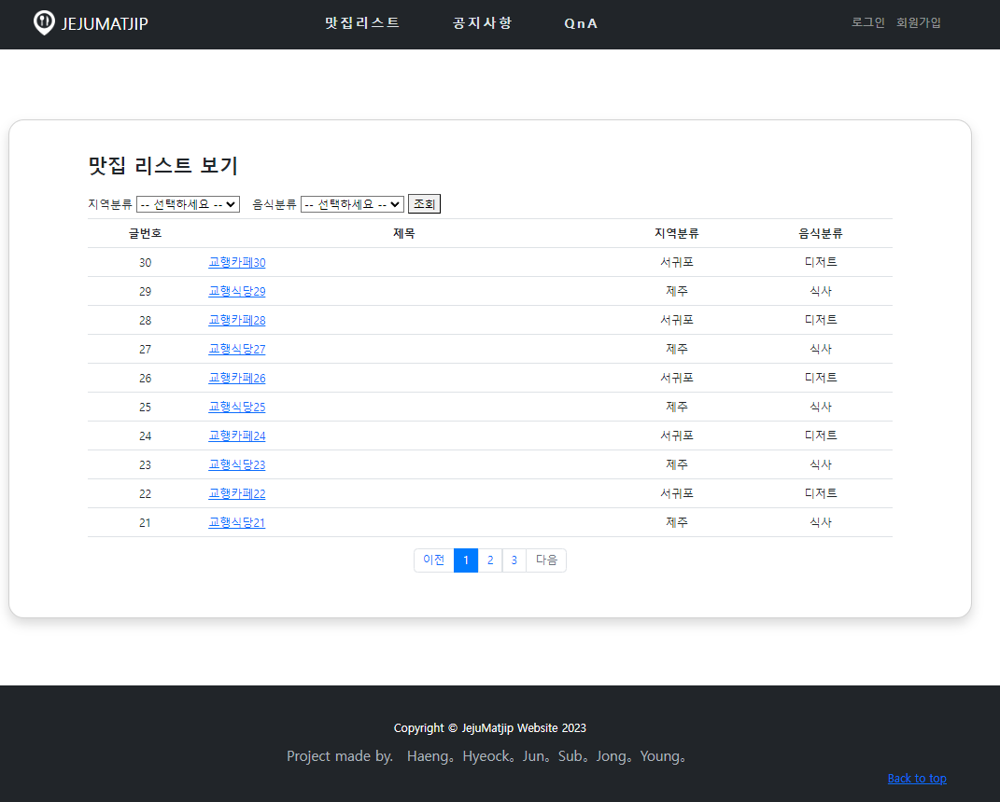 JEJUMATJIP 맛집리스트 공지사항 QnA 로그인 회원가입
맛집 리스트 보기
지역분류 -- 선택하세요 -- 음식분류 -- 선택하세요 -- 조회
글번호 제목 지역분류 음식분류
30 교행카페30 서귀포 디저트
29 교행식당29 제주 식사
28 교행카페28 서귀포 디저트
27 교행식당27 제주 식사
26 교행카페26 서귀포 디저트
25 교행식당25 제주 식사
24 교행카페24 서귀포 디저트
23 교행식당23 제주 식사
22 교행카페22 서귀포 디저트
21 교행식당21 제주 식사
이전 1 2 3 다음
Copyright © JejuMatjip Website 2023
Project made by. Haeng。Hyeock。Jun。Sub。Jong。Young。
Back to top